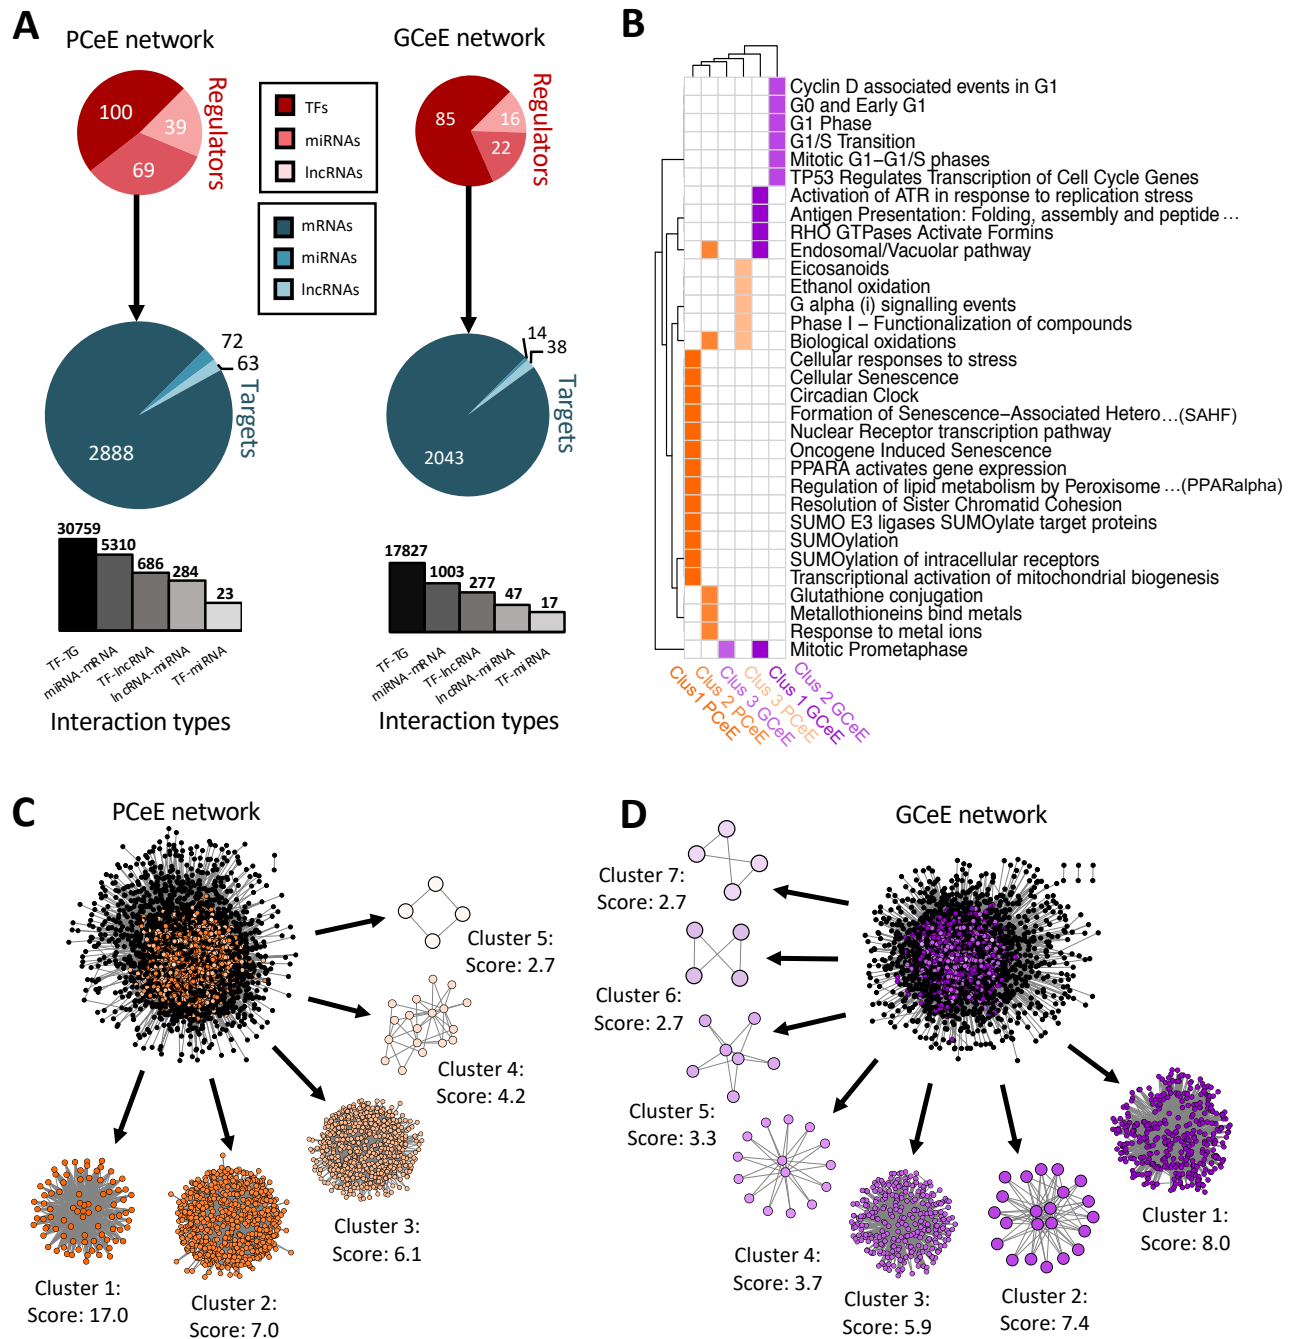 A
PCeE network
GCeE network
100
39
69
Regulators
85
16
22
Regulators
TFs
miRNAs
lncRNAs
mRNAs
miRNAs
lncRNAs
72
63
2888
Targets
14
38
2043
Targets
30759
5310
686
284
23
TF-TG
miRNA-mRNA
TF-lncRNA
lncRNA-miRNA
TF-miRNA
Interaction types
17827
1003
277
47
17
TF-TG
miRNA-mRNA
TF-lncRNA
lncRNA-miRNA
TF-miRNA
Interaction types
B
Cyclin D associated events in G1
G0 and Early G1
G1 Phase
G1/S Transition
Mitotic G1−G1/S phases
TP53 Regulates Transcription of Cell Cycle Genes
Activation of ATR in response to replication stress
Antigen Presentation: Folding, assembly and peptide ...
RHO GTPases Activate Formins
Endosomal/Vacuolar pathway
Eicosanoids
Ethanol oxidation
G alpha (i) signalling events
Phase I − Functionalization of compounds
Biological oxidations
Cellular responses to stress
Cellular Senescence
Circadian Clock
Formation of Senescence−Associated Hetero...(SAHF)
Nuclear Receptor transcription pathway
Oncogene Induced Senescence
PPARA activates gene expression
Regulation of lipid metabolism by Peroxisome ...(PPARalpha)
Resolution of Sister Chromatid Cohesion
SUMO E3 ligases SUMOylate target proteins
SUMOylation
SUMOylation of intracellular receptors
Transcriptional activation of mitochondrial biogenesis
Glutathione conjugation
Metallothioneins bind metals
Response to metal ions
Mitotic Prometaphase
Clus1 PCeE
Clus 2 PCeE
Clus 3 GCeE
Clus 3 PCeE
Clus 1 GCeE
Clus 2 GCeE
C
PCeE network
Cluster 5:
Score: 2.7
Cluster 4:
Score: 4.2
Cluster 3:
Score: 6.1
Cluster 2:
Score: 7.0
Cluster 1:
Score: 17.0
D
GCeE network
Cluster 7:
Score: 2.7
Cluster 6:
Score: 2.7
Cluster 5:
Score: 3.3
Cluster 4:
Score: 3.7
Cluster 3:
Score: 5.9
Cluster 2:
Score: 7.4
Cluster 1:
Score: 8.0